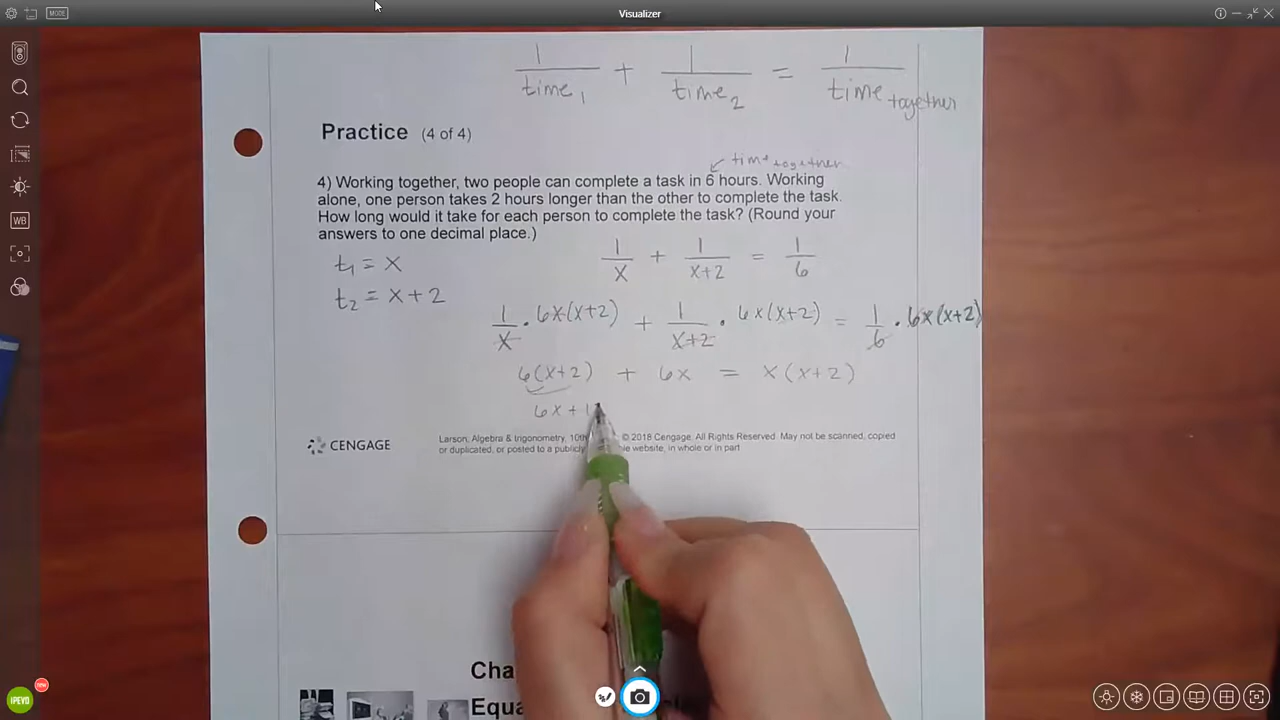 MODE
Visualizer
1/time₁ + 1/time₂ = 1/time together
Practice (4 of 4)
time together
4) Working together, two people can complete a task in 6 hours. Working
alone, one person takes 2 hours longer than the other to complete the task.
How long would it take for each person to complete the task? (Round your
answers to one decimal place.)
1/x + 1/x+2 = 1/6
t₁ = x
t₂ = x + 2
1/x · 6x(x+2) + 1/x+2 · 6x(x+2) = 1/6 · 6x(x+2)
6(x+2) + 6x = x(x+2)
6x + 1
CENGAGE
Larson, Algebra & trigonometry, © 2018 Cengage. All Rights Reserved. May not be scanned, copied
or duplicated, or posted to a website, in whole or in part
Cha
Equa
WB
IPEVO
new